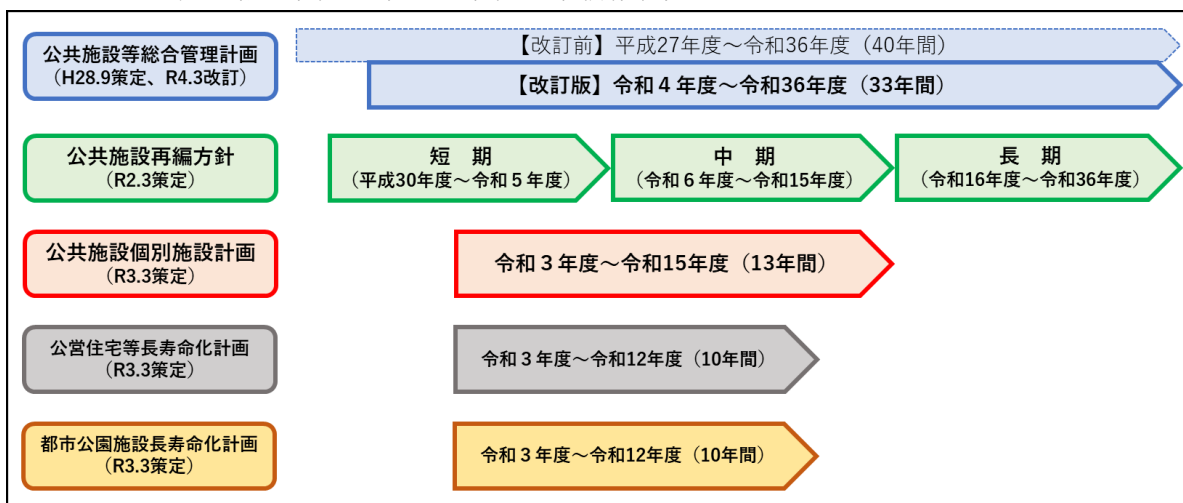 公共施設等総合管理計画
（H28.9策定、R4.3改訂）
【改訂前】平成27年度～令和36年度（40年間）
【改訂版】令和４年度～令和36年度（33年間）
公共施設再編方針
（R2.3策定）
短　期
（平成30年度～令和５年度）
中　期
（令和６年度～令和15年度）
長　期
（令和16年度～令和36年度）
公共施設個別施設計画
（R3.3策定）
令和３年度～令和15年度（13年間）
公営住宅等長寿命化計画
（R3.3策定）
令和３年度～令和12年度（10年間）
都市公園施設長寿命化計画
（R3.3策定）
令和３年度～令和12年度（10年間）